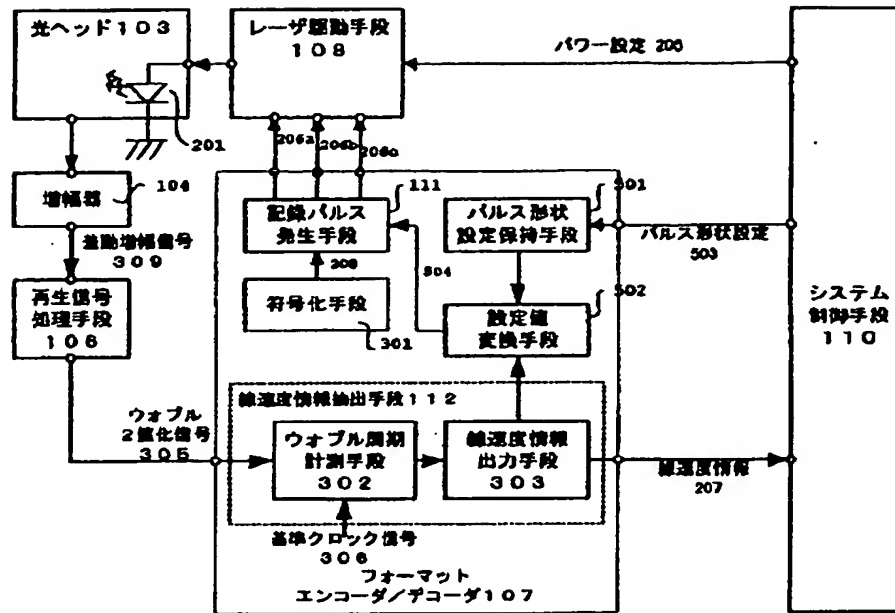 光ヘッド103
201
レーザ駆動手段
108
パワー設定 205
206a
206b
増幅器
104
差動増幅信号
309
再生信号
処理手段
106
記録パルス
発生手段
111
パルス形状
設定保持手段
501
パルス形状設定
503
504
符号化手段
301
設定値
変換手段
502
システム
制御手段
110
ウォブル
2値化信号
305
線速度情報抽出手段112
ウォブル周期
計測手段
302
線速度情報
出力手段
303
線速度情報
207
基準クロック信号
306
フォーマット
エンコーダ/デコーダ107